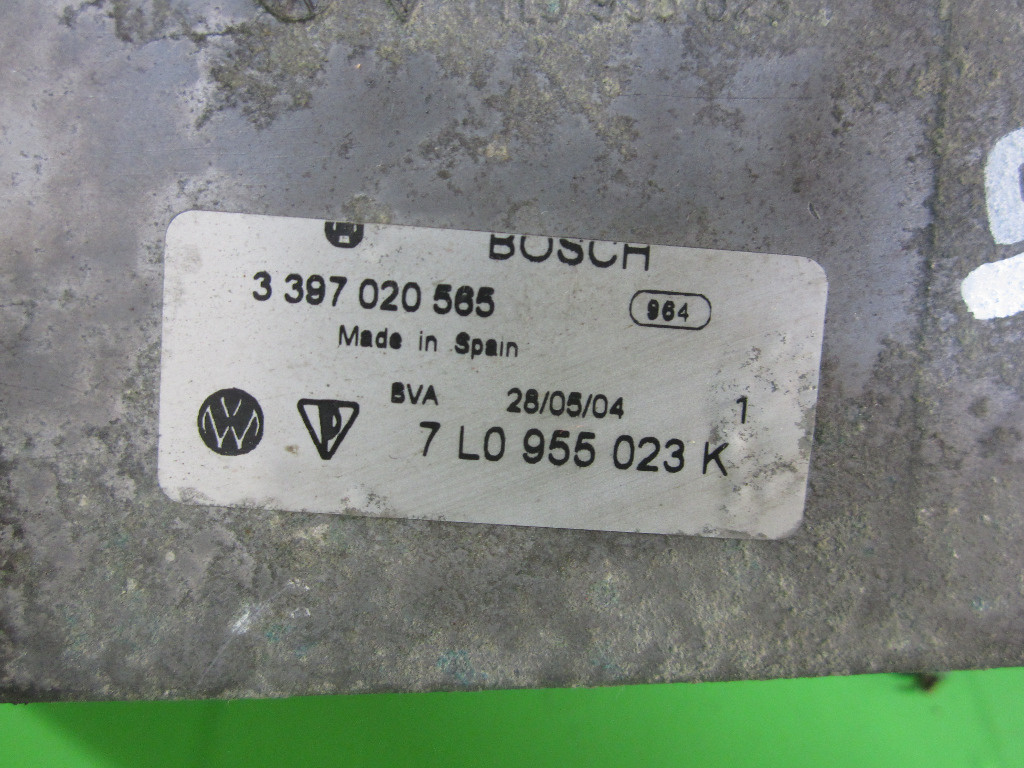 BOSCH
3 397 020 565 964
Made in Spain
BVA 28/05/04 1
7 L0 955 023 K